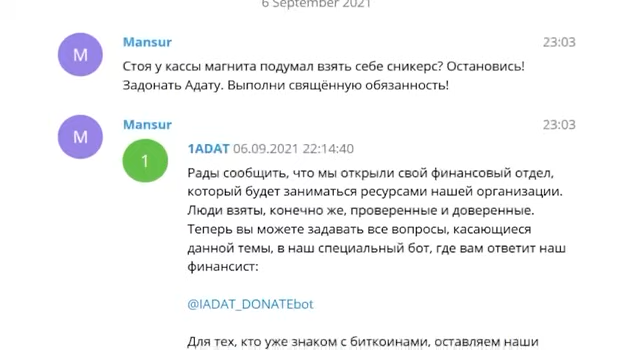 6 September 2021
Mansur 23:03
M
Стоя у кассы магнита подумал взять себе сникерс? Остановись!
Задонать Адату. Выполни священную обязанность!
Mansur 23:03
M
1 1ADAT 06.09.2021 22:14:40
Рады сообщить, что мы открыли свой финансовый отдел,
который будет заниматься ресурсами нашей организации.
Люди взяты, конечно же, проверенные и доверенные.
Теперь вы можете задавать все вопросы, касающиеся
данной темы, в наш специальный бот, где вам ответит наш
финансист:
@IADAT_DONATEbot
Для тех, кто уже знаком с биткоинами, оставляем наши